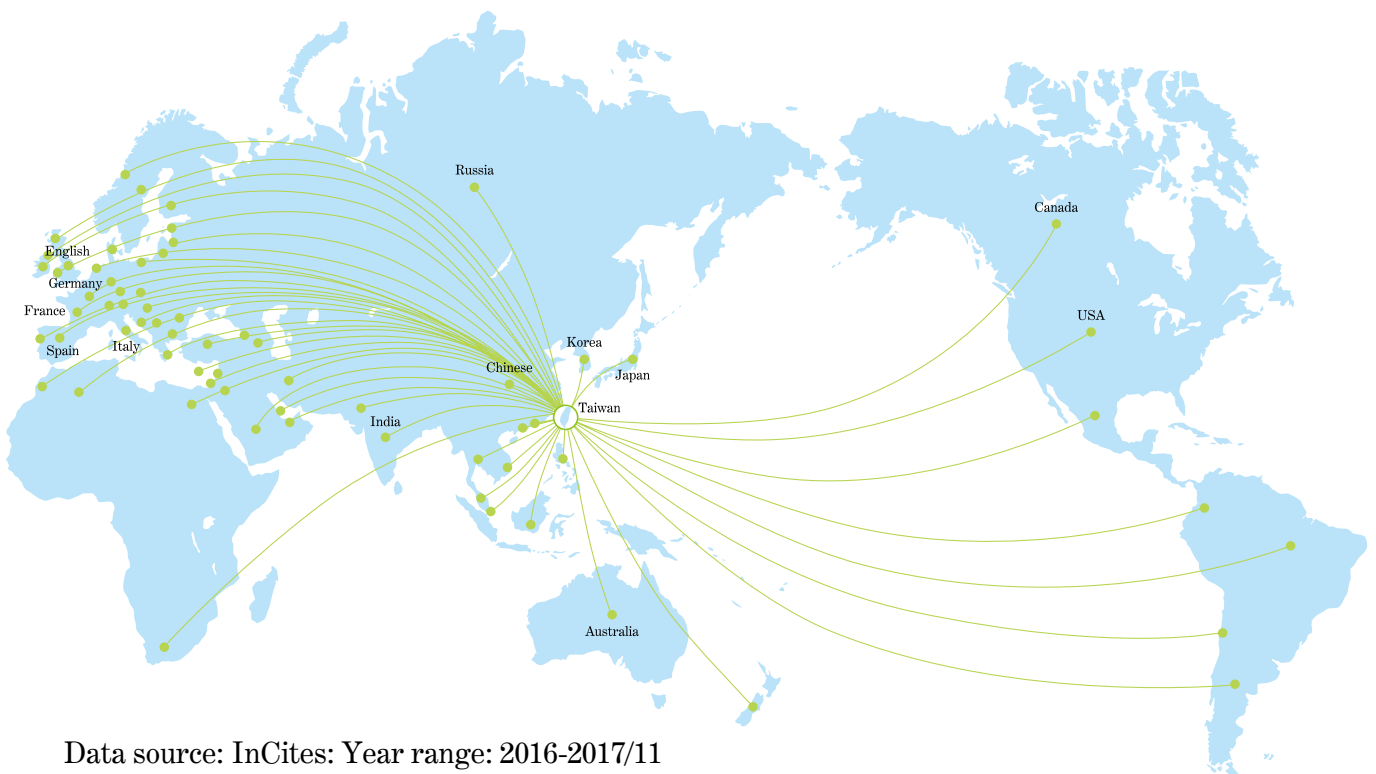 Russia
Canada
English
Germany
France
USA
Spain
Italy
Korea
Chinese
Japan
Taiwan
India
Australia
Data source: InCites: Year range: 2016-2017/11